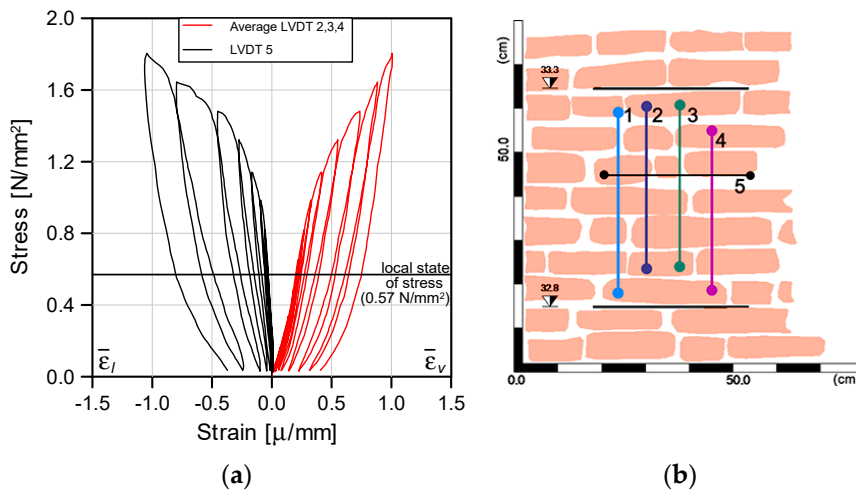 Average LVDT 2,3,4
LVDT 5
2.0
1.6
1.2
0.8
0.4
0.0
Stress [N/mm²]
local state
of stress
(0.57 N/mm²)
ε̅l
ε̅v
-1.5 -1.0 -0.5 0.0 0.5 1.0 1.5
Strain [μ/mm]
(a)
(cm)
33.3
1 2 3
4
50.0
5
32.8
0.0 50.0 (cm
(b)